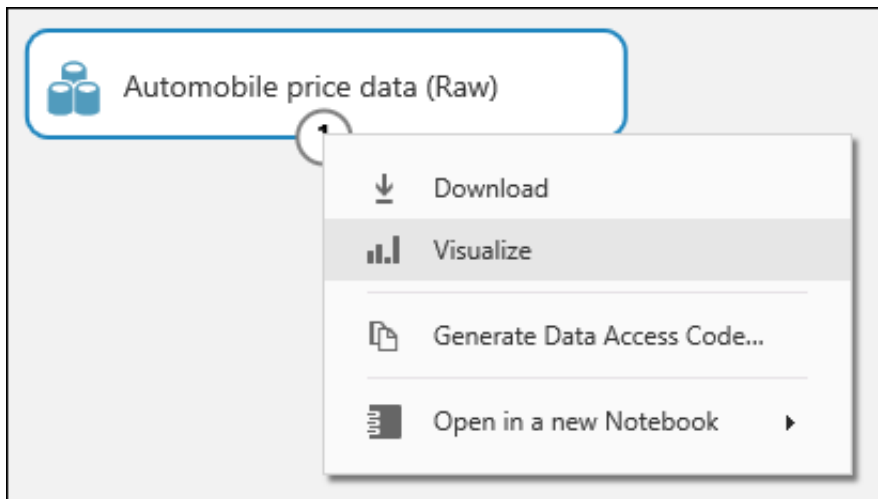 Automobile price data (Raw)
1
Download
Visualize
Generate Data Access Code...
Open in a new Notebook